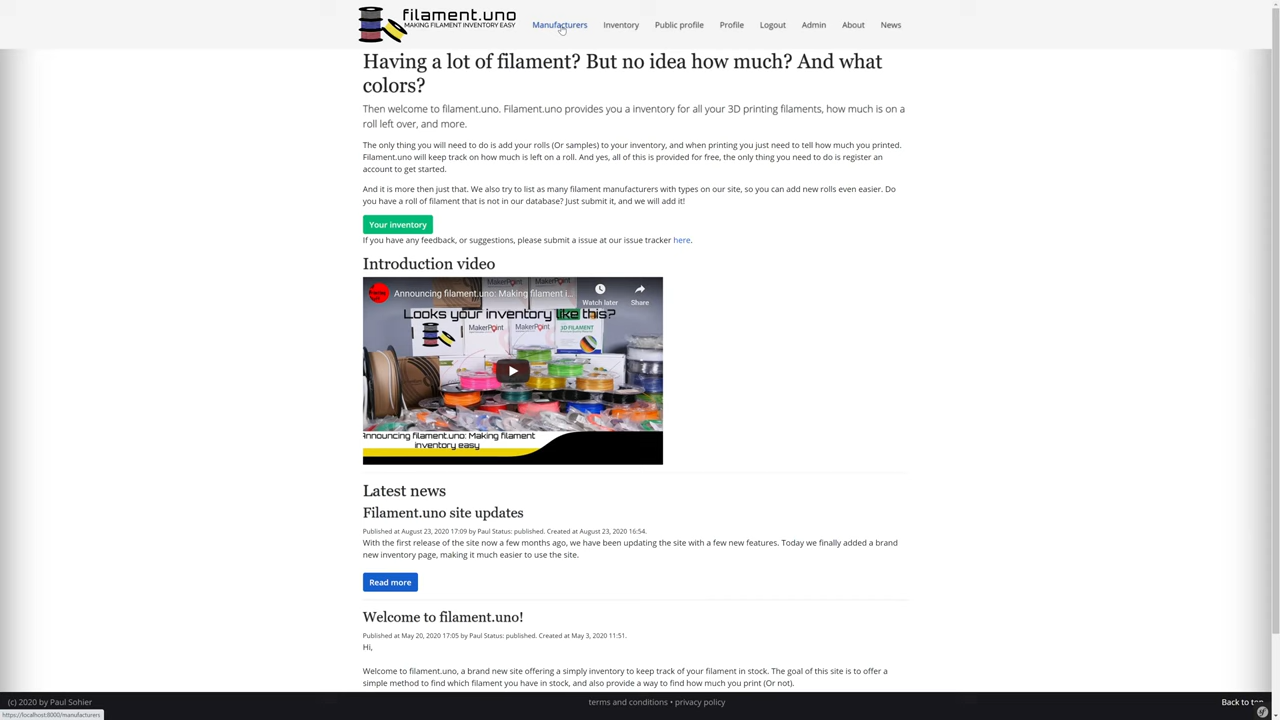 filament.uno
MAKING FILAMENT INVENTORY EASY
Manufacturers Inventory Public profile Profile Logout Admin About News
Having a lot of filament? But no idea how much? And what
colors?
Then welcome to filament.uno. Filament.uno provides you a inventory for all your 3D printing filaments, how much is on a
roll left over, and more.
The only thing you will need to do is add your rolls (Or samples) to your inventory, and when printing you just need to tell how much you printed.
Filament.uno will keep track on how much is left on a roll. And yes, all of this is provided for free, the only thing you need to do is register an
account to get started.
And it is more then just that. We also try to list as many filament manufacturers with types on our site, so you can add new rolls even easier. Do
you have a roll of filament that is not in our database? Just submit it, and we will add it!
Your inventory
If you have any feedback, or suggestions, please submit a issue at our issue tracker here.
Introduction video
Announcing filament.uno: Making filament i...
Watch later Share
Looks your inventory like this?
MakerPoint MakerPoint 3D FILAMENT
Announcing filament.uno: Making filament
inventory easy
Latest news
Filament.uno site updates
Published at August 23, 2020 17:09 by Paul Status: published. Created at August 23, 2020 16:54.
With the first release of the site now a few months ago, we have been updating the site with a few new features. Today we finally added a brand
new inventory page, making it much easier to use the site.
Read more
Welcome to filament.uno!
Published at May 20, 2020 17:05 by Paul Status: published. Created at May 3, 2020 11:51.
Hi,
Welcome to filament.uno, a brand new site offering a simply inventory to keep track of your filament in stock. The goal of this site is to offer a
simple method to find which filament you have in stock, and also provide a way to find how much you print (Or not).
(c) 2020 by Paul Sohier terms and conditions • privacy policy Back to top
https://localhost:8000/manufacturers